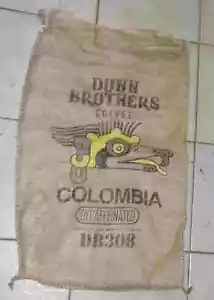 DUNN
BROTHERS
COFFEE
COLOMBIA
DECAFFEINATED
DB308